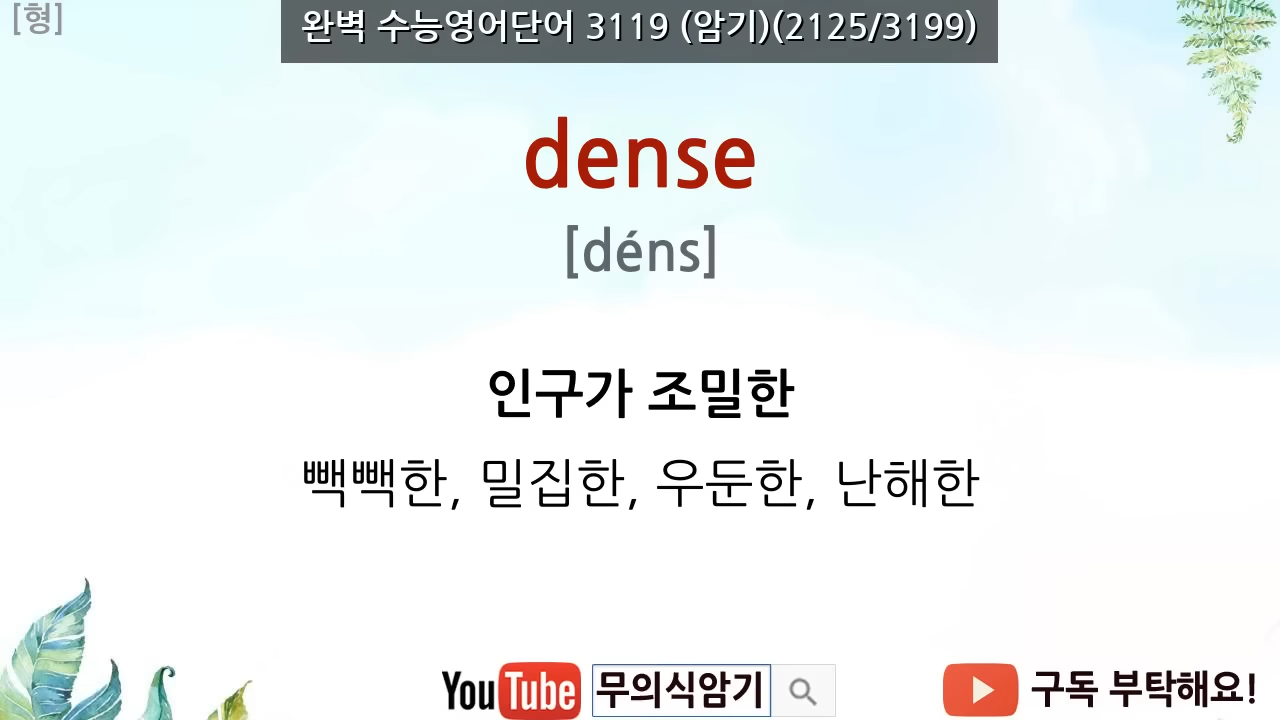 [형]
완벽 수능영어단어 3119 (암기)(2125/3199)
dense
[déns]
인구가 조밀한
빽빽한, 밀집한, 우둔한, 난해한
YouTube 무의식암기
구독 부탁해요!